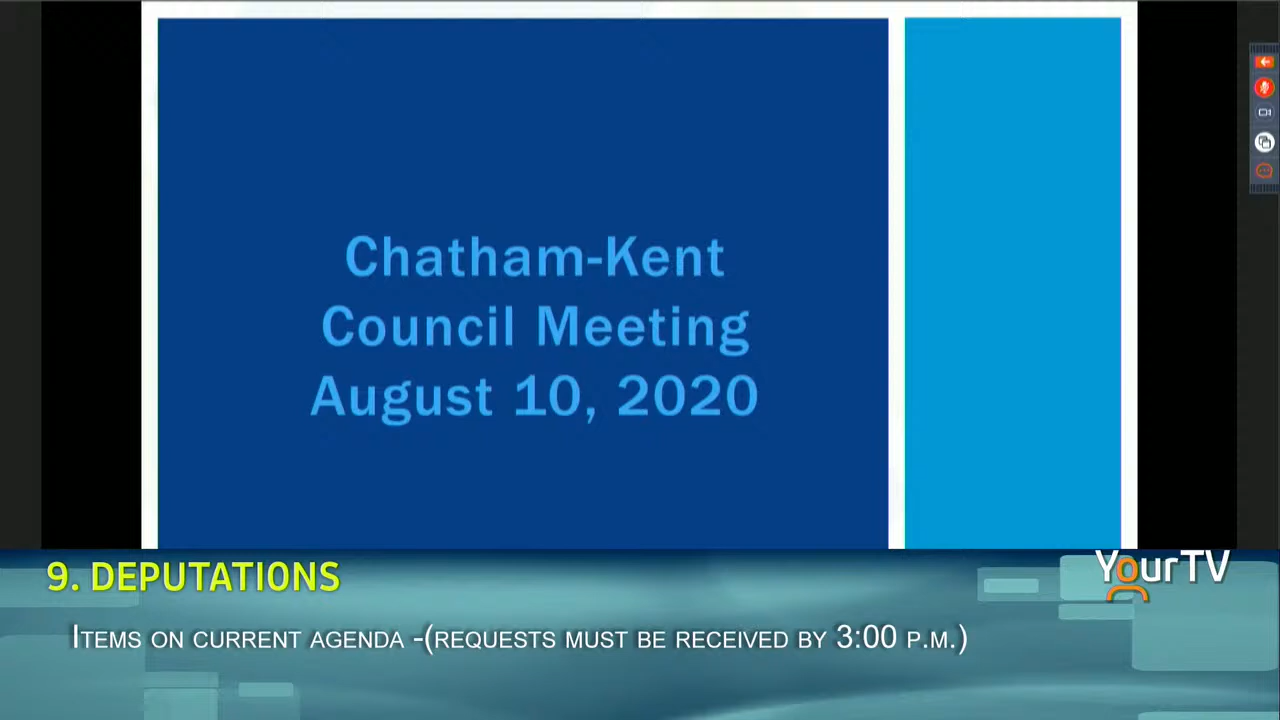 Chatham-Kent
Council Meeting
August 10, 2020
9. DEPUTATIONS
YourTV
Items on current agenda -(requests must be received by 3:00 p.m.)